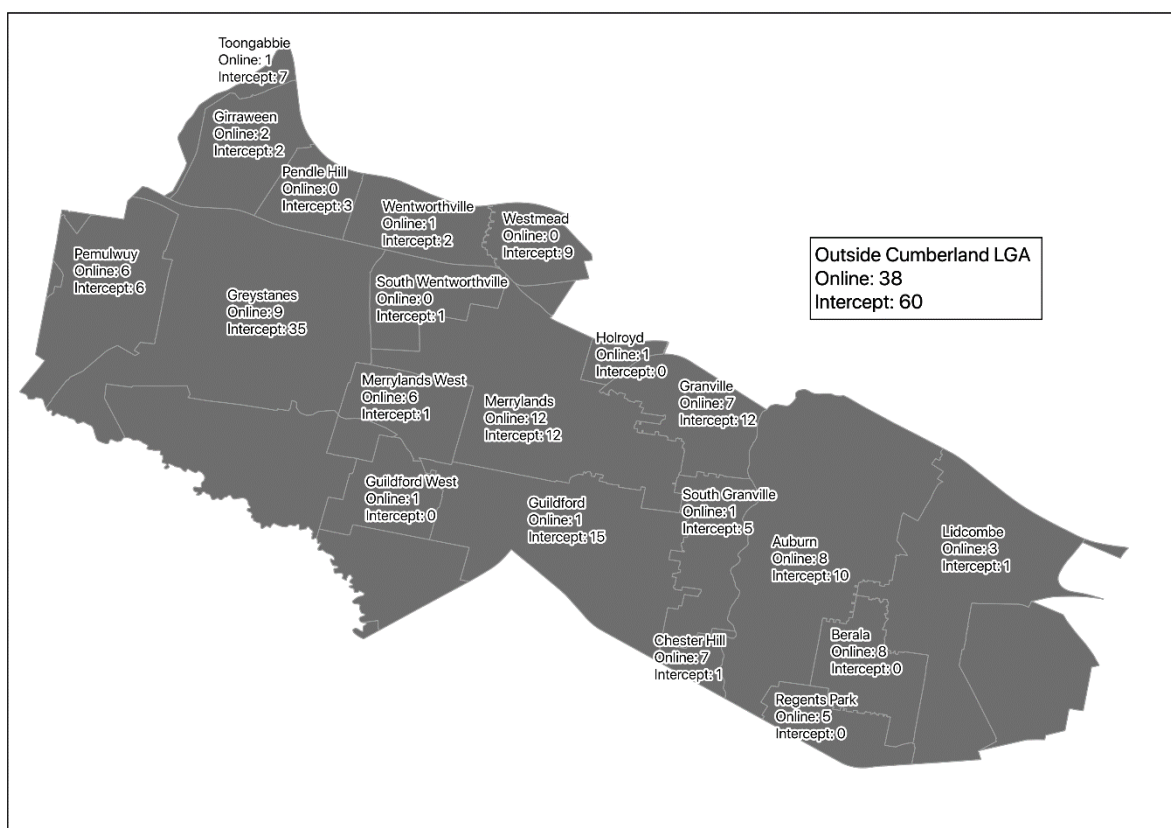 Toongabbie
Online: 1
Intercept: 7
Girraween
Online: 2
Intercept: 2
Pendle Hill
Online: 0
Intercept: 3
Wentworthville
Online: 1
Intercept: 2
Westmead
Online: 0
Intercept: 9
Pemulwuy
Online: 6
Intercept: 6
Greystanes
Online: 9
Intercept: 35
South Wentworthville
Online: 0
Intercept: 1
Outside Cumberland LGA
Online: 38
Intercept: 60
Holroyd
Online: 1
Intercept: 0
Merrylands West
Online: 6
Intercept: 1
Merrylands
Online: 12
Intercept: 12
Granville
Online: 7
Intercept: 12
Guildford West
Online: 1
Intercept: 0
Guildford
Online: 1
Intercept: 15
South Granville
Online: 1
Intercept: 5
Auburn
Online: 8
Intercept: 10
Lidcombe
Online: 3
Intercept: 1
Chester Hill
Online: 7
Intercept: 1
Berala
Online: 8
Intercept: 0
Regents Park
Online: 5
Intercept: 0